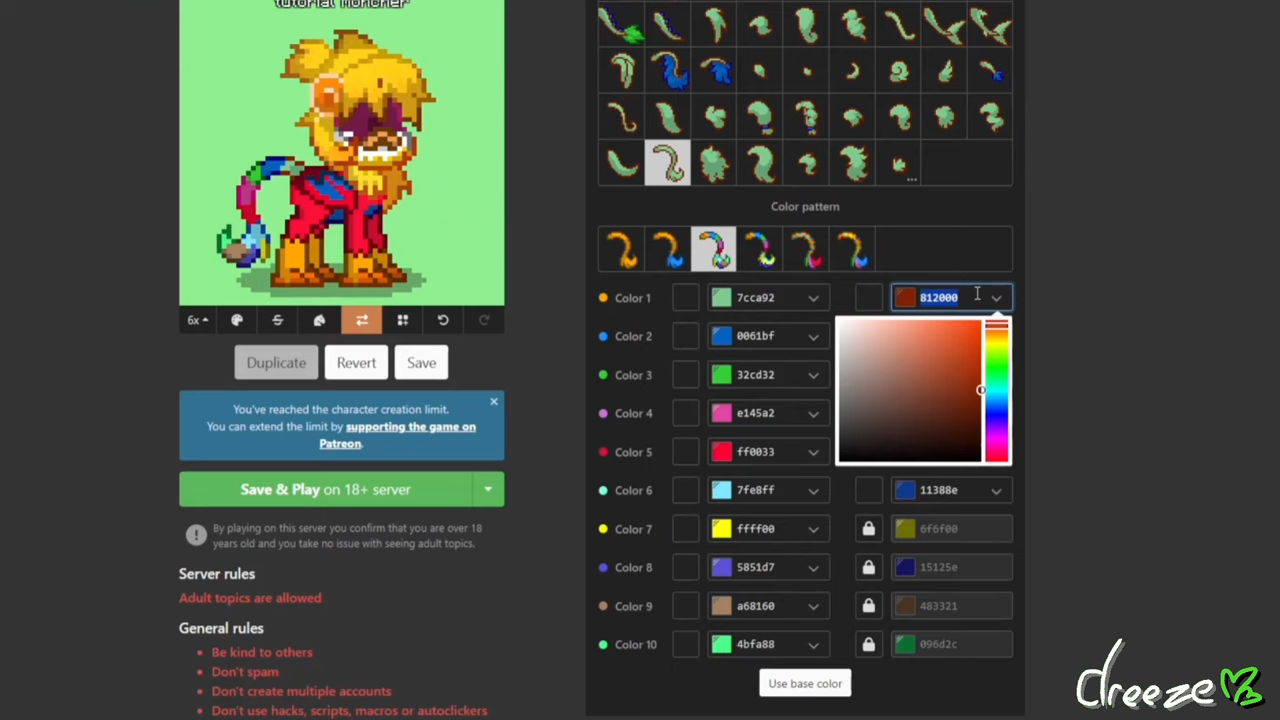 tutorial moncher
6x
Duplicate
Revert
Save
You've reached the character creation limit.
You can extend the limit by supporting the game on
Patreon.
Save & Play on 18+ server
By playing on this server you confirm that you are over 18
years old and you take no issue with seeing adult topics.
Server rules
Adult topics are allowed
General rules
Be kind to others
Don't spam
Don't create multiple accounts
Don't use hacks, scripts, macros or autoclickers
...
Color pattern
Color 1 7cca92 812000
Color 2 0061bf
Color 3 32cd32
Color 4 e145a2
Color 5 ff0033
Color 6 7fe8ff 11388e
Color 7 ffff00 6f6f00
Color 8 5851d7 15125e
Color 9 a68160 483321
Color 10 4bfa88 096d2c
Use base color
dreeze